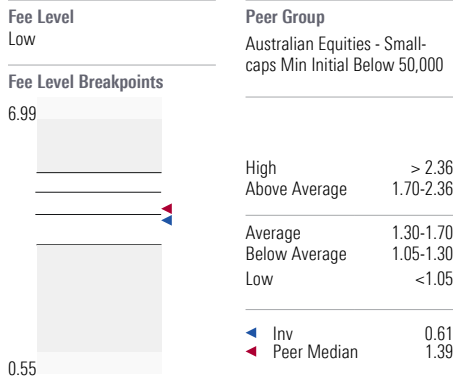 Fee Level
Low
Fee Level Breakpoints
6.99
0.55
Peer Group
Australian Equities - Small-
caps Min Initial Below 50,000
High > 2.36
Above Average 1.70-2.36
Average 1.30-1.70
Below Average 1.05-1.30
Low <1.05
Inv 0.61
Peer Median 1.39